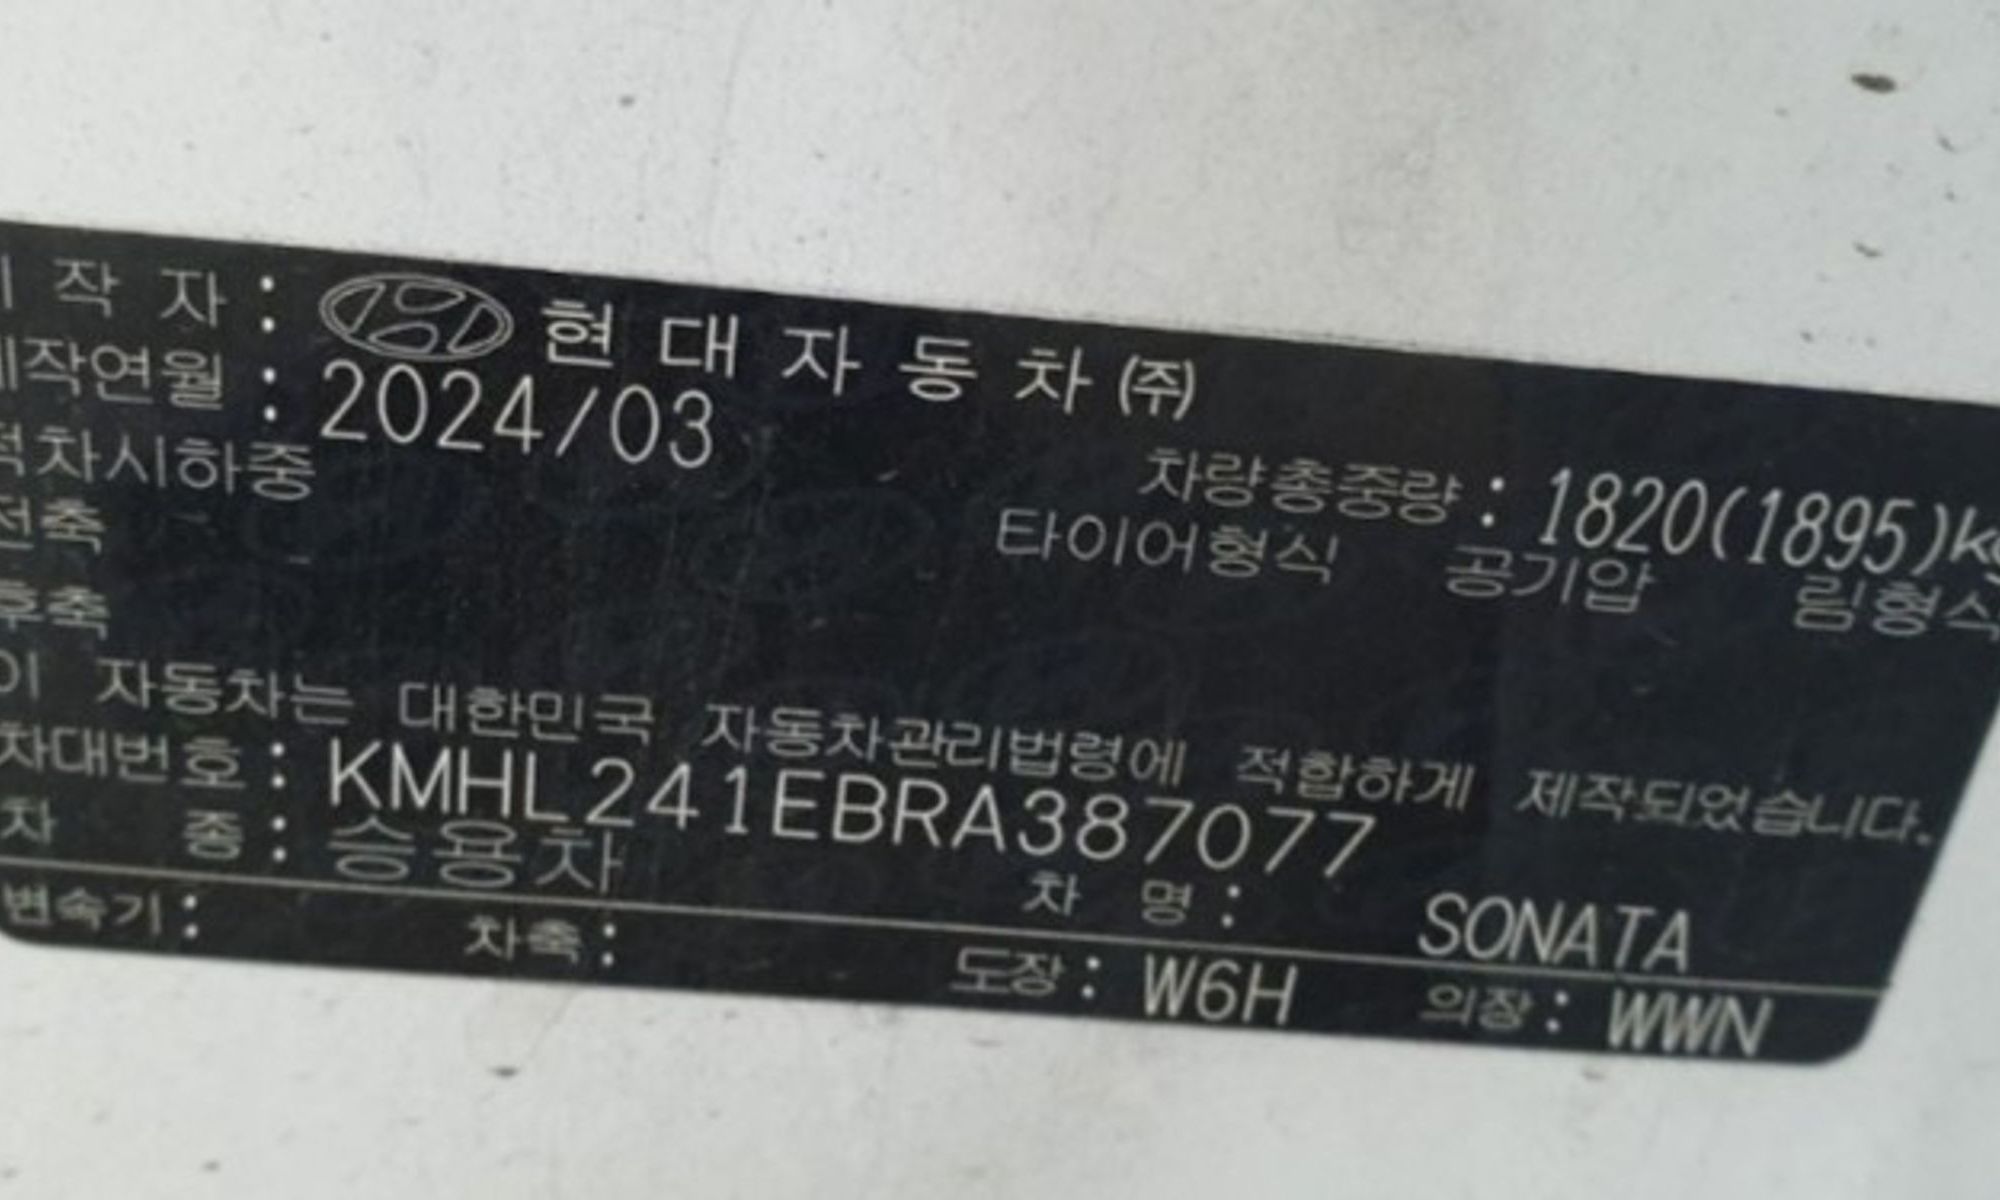 제 작 자 : 현 대 자 동 차 ㈜
제작연월 : 2024/03
적차시하중 : 차량총중량 : 1820(1895)kg
전축 타이어형식 공기압 림형식
후축
이 자동차는 대한민국 자동차관리법령에 적합하게 제작되었습니다.
차대번호 : KMHL241EBRA387077
차 종 : 승용차 차 명 : SONATA
변속기 : 차축 : 도장 : W6H 의장 : WWN